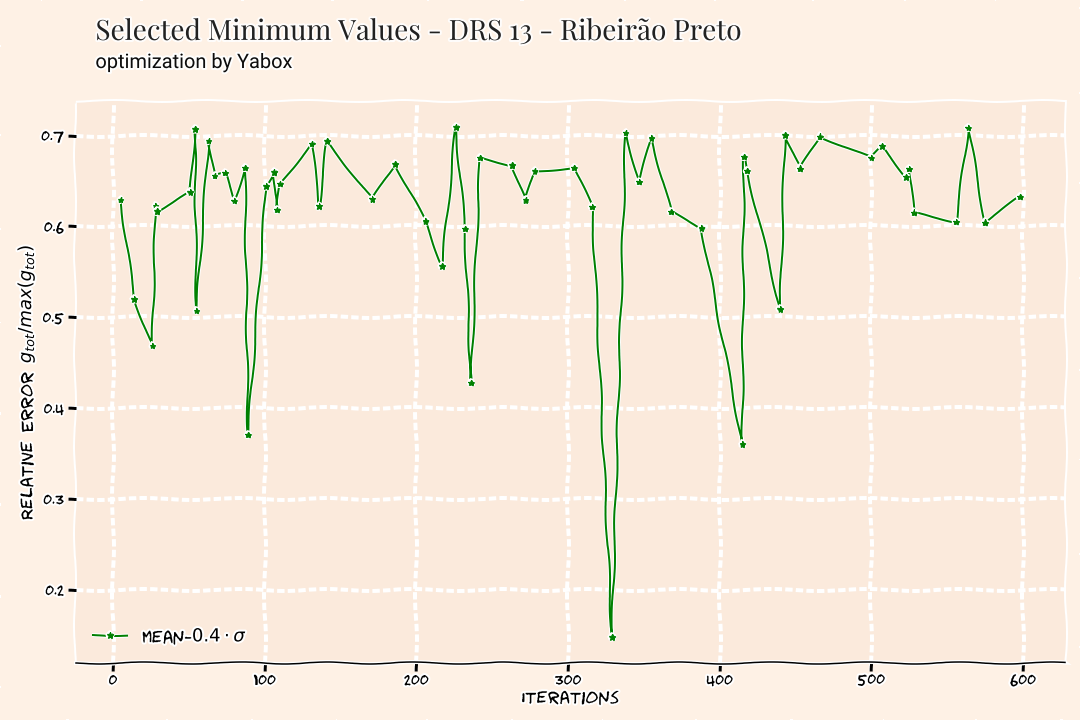 Selected Minimum Values - DRS 13 - Ribeirão Preto
optimization by Yabox
RELATIVE ERROR g_tot/max(g_tot)
0.7
0.6
0.5
0.4
0.3
0.2
MEAN-0.4 · σ
0 100 200 300 400 500 600
ITERATIONS